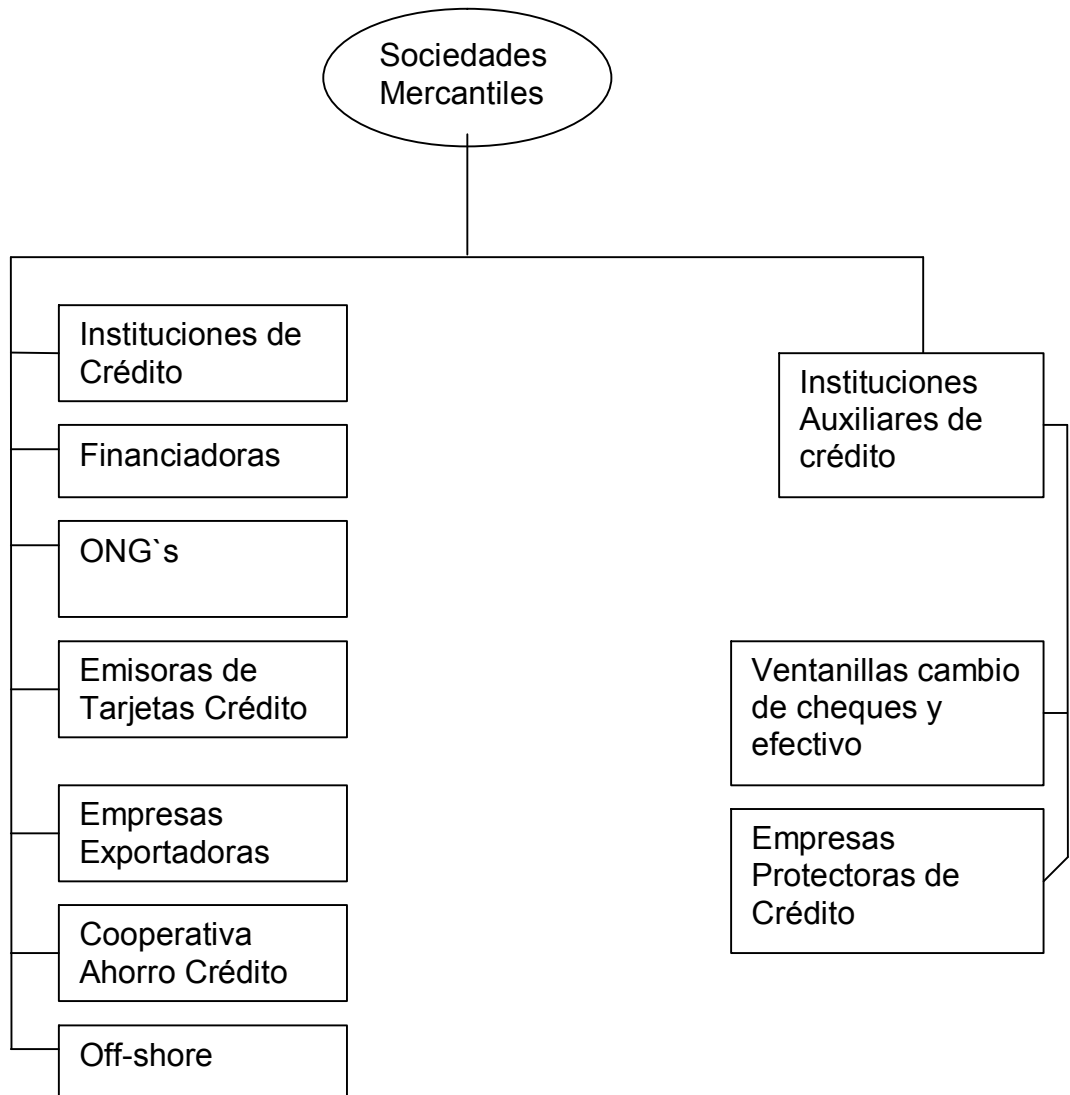 Sociedades
Mercantiles
Instituciones de
Crédito
Financiadoras
ONG`s
Emisoras de
Tarjetas Crédito
Empresas
Exportadoras
Cooperativa
Ahorro Crédito
Off-shore
Instituciones
Auxiliares de
crédito
Ventanillas cambio
de cheques y
efectivo
Empresas
Protectoras de
Crédito